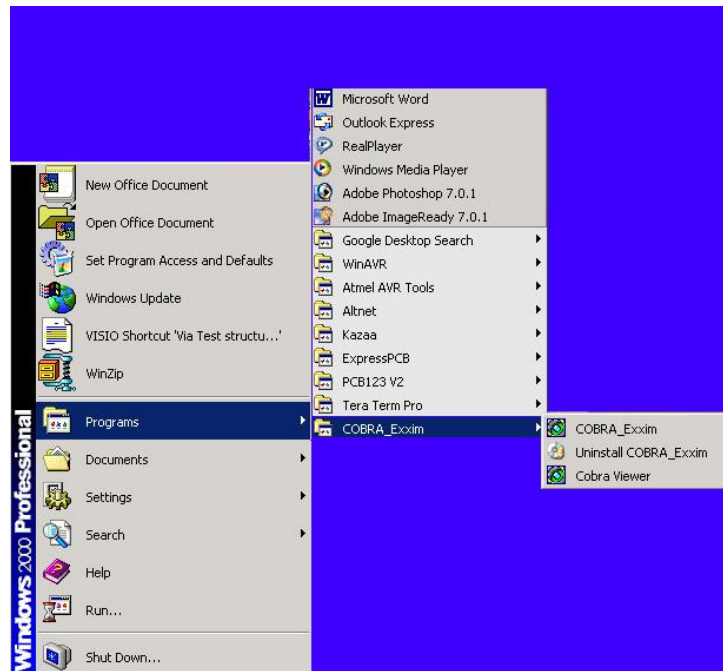 Microsoft Word
Outlook Express
RealPlayer
Windows Media Player
Adobe Photoshop 7.0.1
Adobe ImageReady 7.0.1
Google Desktop Search
WinAVR
Atmel AVR Tools
Altnet
Kazaa
ExpressPCB
PCB123 V2
Tera Term Pro
COBRA_Exxim
COBRA_Exxim
Uninstall COBRA_Exxim
Cobra Viewer
New Office Document
Open Office Document
Set Program Access and Defaults
Windows Update
VISIO Shortcut 'Via Test structu...'
WinZip
Programs
Documents
Settings
Search
Help
Run...
Shut Down...
Windows 2000 Professional